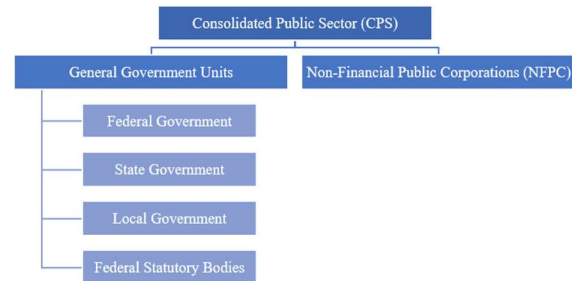 Consolidated Public Sector (CPS)
General Government Units
Non-Financial Public Corporations (NFPC)
Federal Government
State Government
Local Government
Federal Statutory Bodies